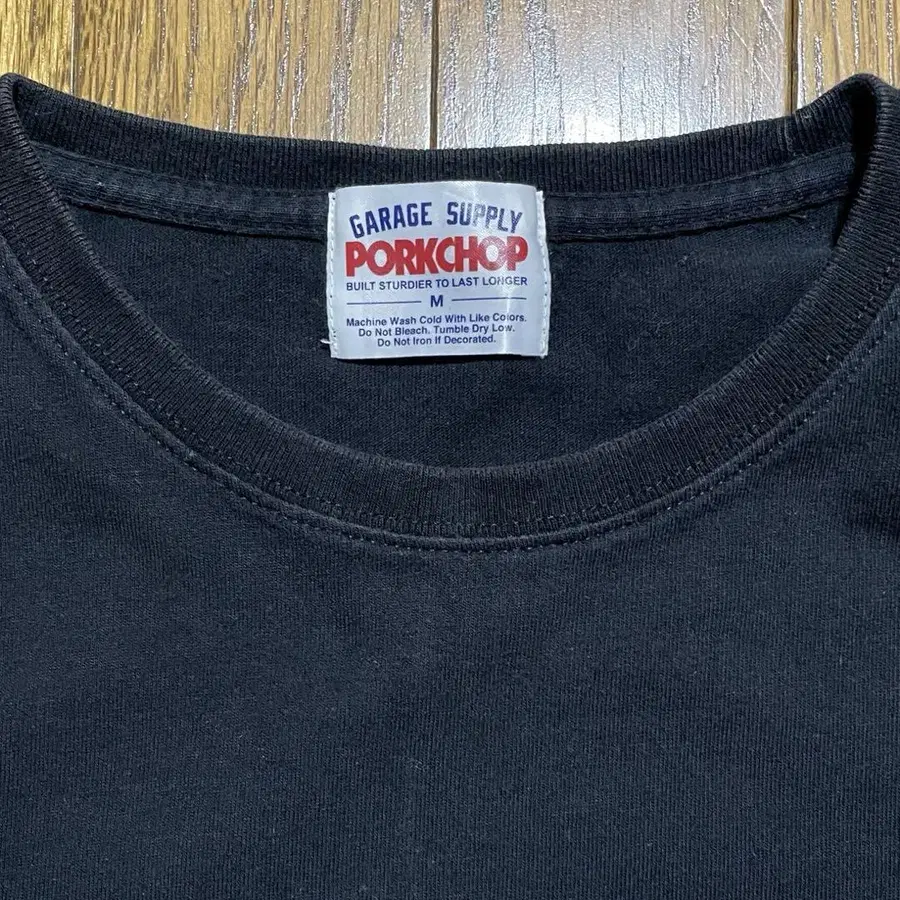 GARAGE SUPPLY
PORKCHOP
BUILT STURDIER TO LAST LONGER
M
Machine Wash Cold With Like Colors.
Do Not Bleach. Tumble Dry Low.
Do Not Iron If Decorated.